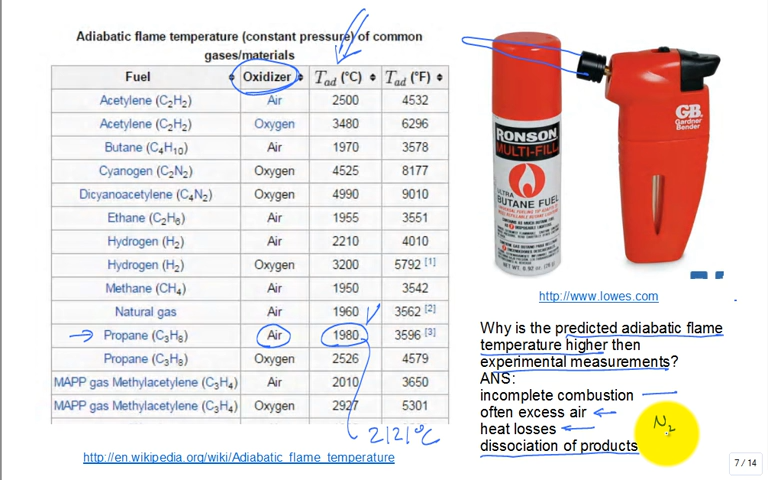 Adiabatic flame temperature (constant pressure) of common
gases/materials
Fuel Oxidizer Tad (°C) Tad (°F)
Acetylene (C2H2) Air 2500 4532
Acetylene (C2H2) Oxygen 3480 6296
Butane (C4H10) Air 1970 3578
Cyanogen (C2N2) Oxygen 4525 8177
Dicyanoacetylene (C4N2) Oxygen 4990 9010
Ethane (C2H6) Air 1955 3551
Hydrogen (H2) Air 2210 4010
Hydrogen (H2) Oxygen 3200 5792 [1]
Methane (CH4) Air 1950 3542
Natural gas 1960 3562 [2]
Propane (C3H8) Air 1980 3596 [3]
Propane (C3H8) Oxygen 2526 4579
MAPP gas Methylacetylene (C3H4) Air 2010 3650
MAPP gas Methylacetylene (C3H4) Oxygen 2927 5301
2121°C
http://en.wikipedia.org/wiki/Adiabatic_flame_temperature
RONSON
MULTI-FILL
ULTRA
BUTANE FUEL
GB
Gardner
Bender
http://www.lowes.com
Why is the predicted adiabatic flame
temperature higher then
experimental measurements?
ANS:
incomplete combustion
often excess air
heat losses
dissociation of products
N2
7 / 14